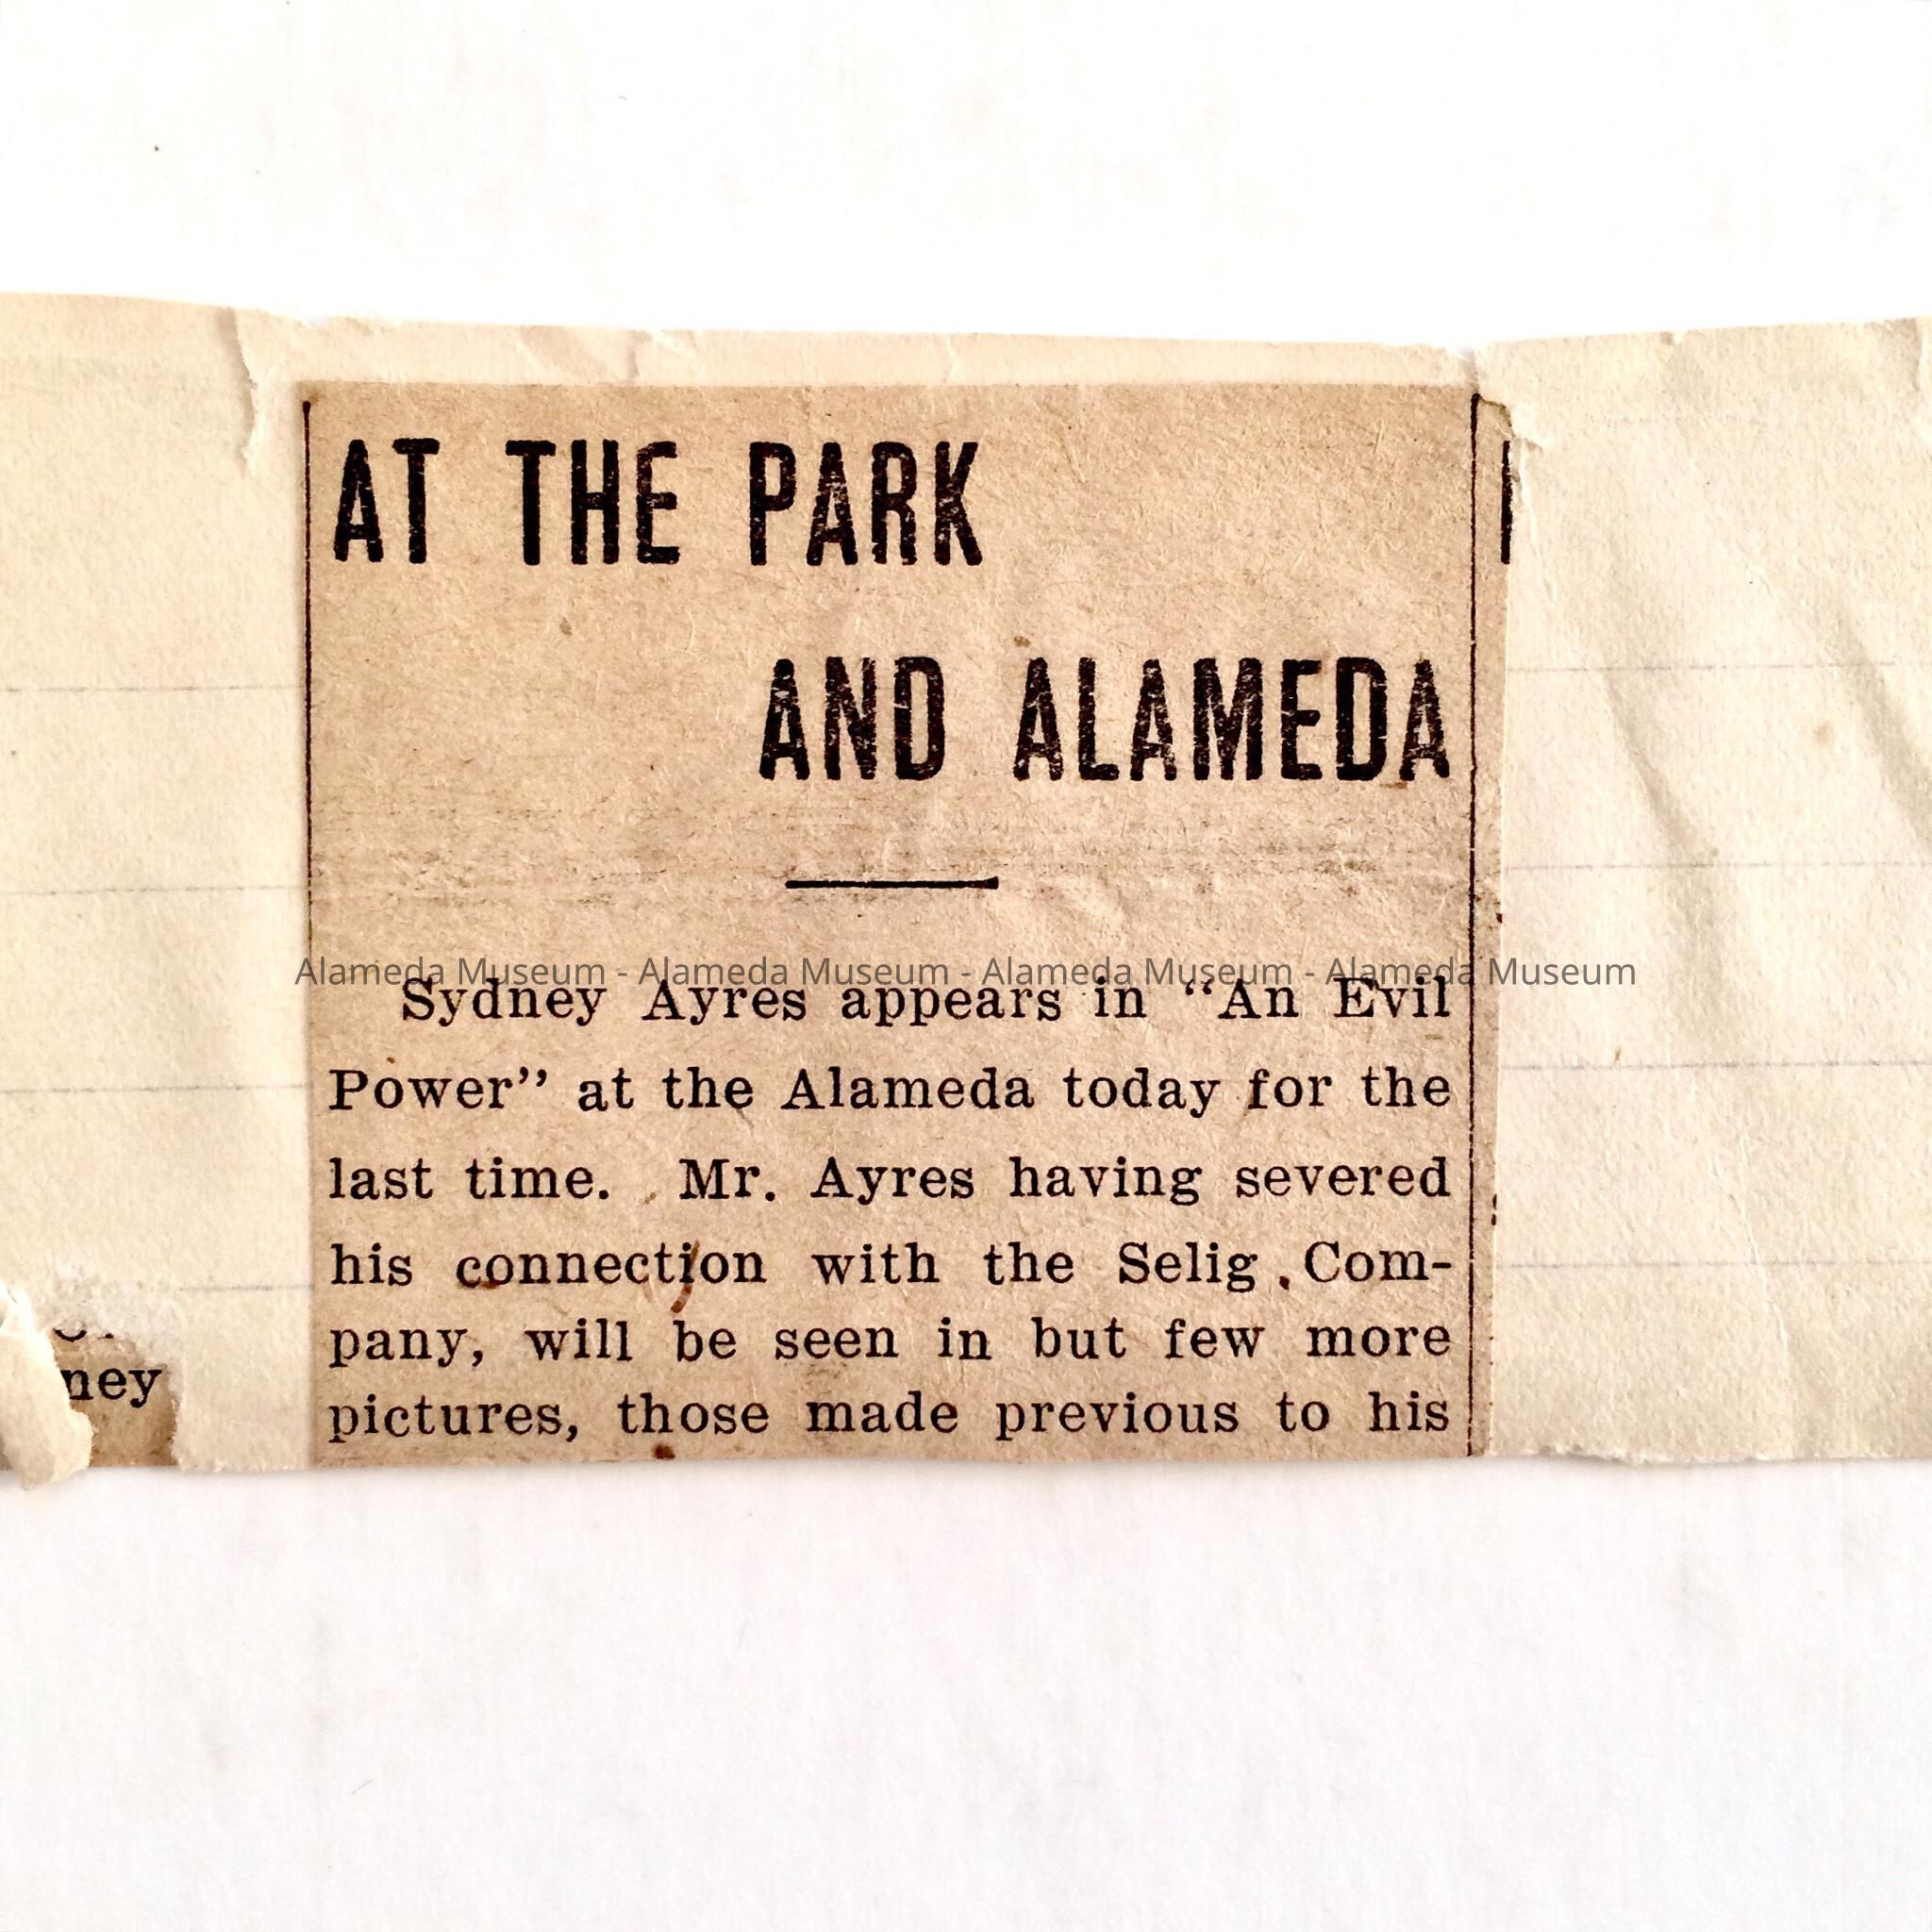 AT THE PARK
AND ALAMEDA
Alameda Museum - Alameda Museum - Alameda Museum - Alameda Museum
Sydney Ayres appears in “An Evil
Power” at the Alameda today for the
last time. Mr. Ayres having severed
his connection with the Selig Com-
pany, will be seen in but few more
pictures, those made previous to his
ney